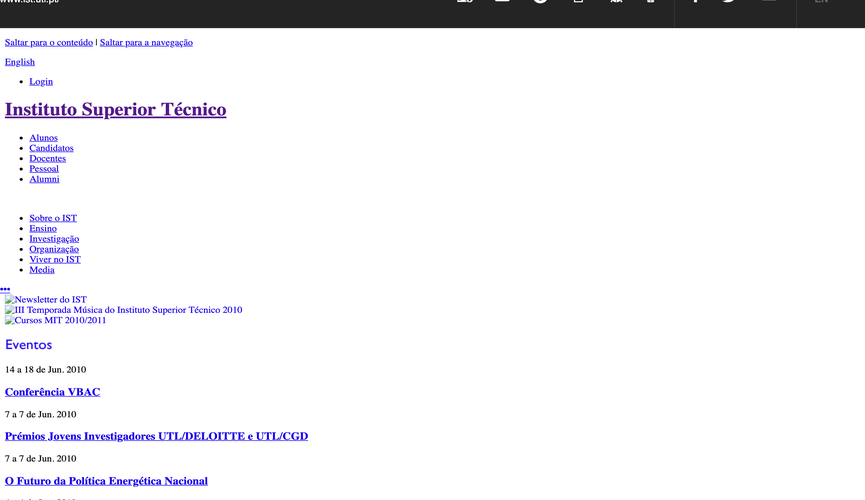 www.ist.utl.pt/
EN
Saltar para o conteúdo | Saltar para a navegação
English
Login
Instituto Superior Técnico
Alunos
Candidatos
Docentes
Pessoal
Alumni
Sobre o IST
Ensino
Investigação
Organização
Viver no IST
Media
•••
Newsletter do IST
III Temporada Música do Instituto Superior Técnico 2010
Cursos MIT 2010/2011
Eventos
14 a 18 de Jun. 2010
Conferência VBAC
7 a 7 de Jun. 2010
Prémios Jovens Investigadores UTL/DELOITTE e UTL/CGD
7 a 7 de Jun. 2010
O Futuro da Política Energética Nacional